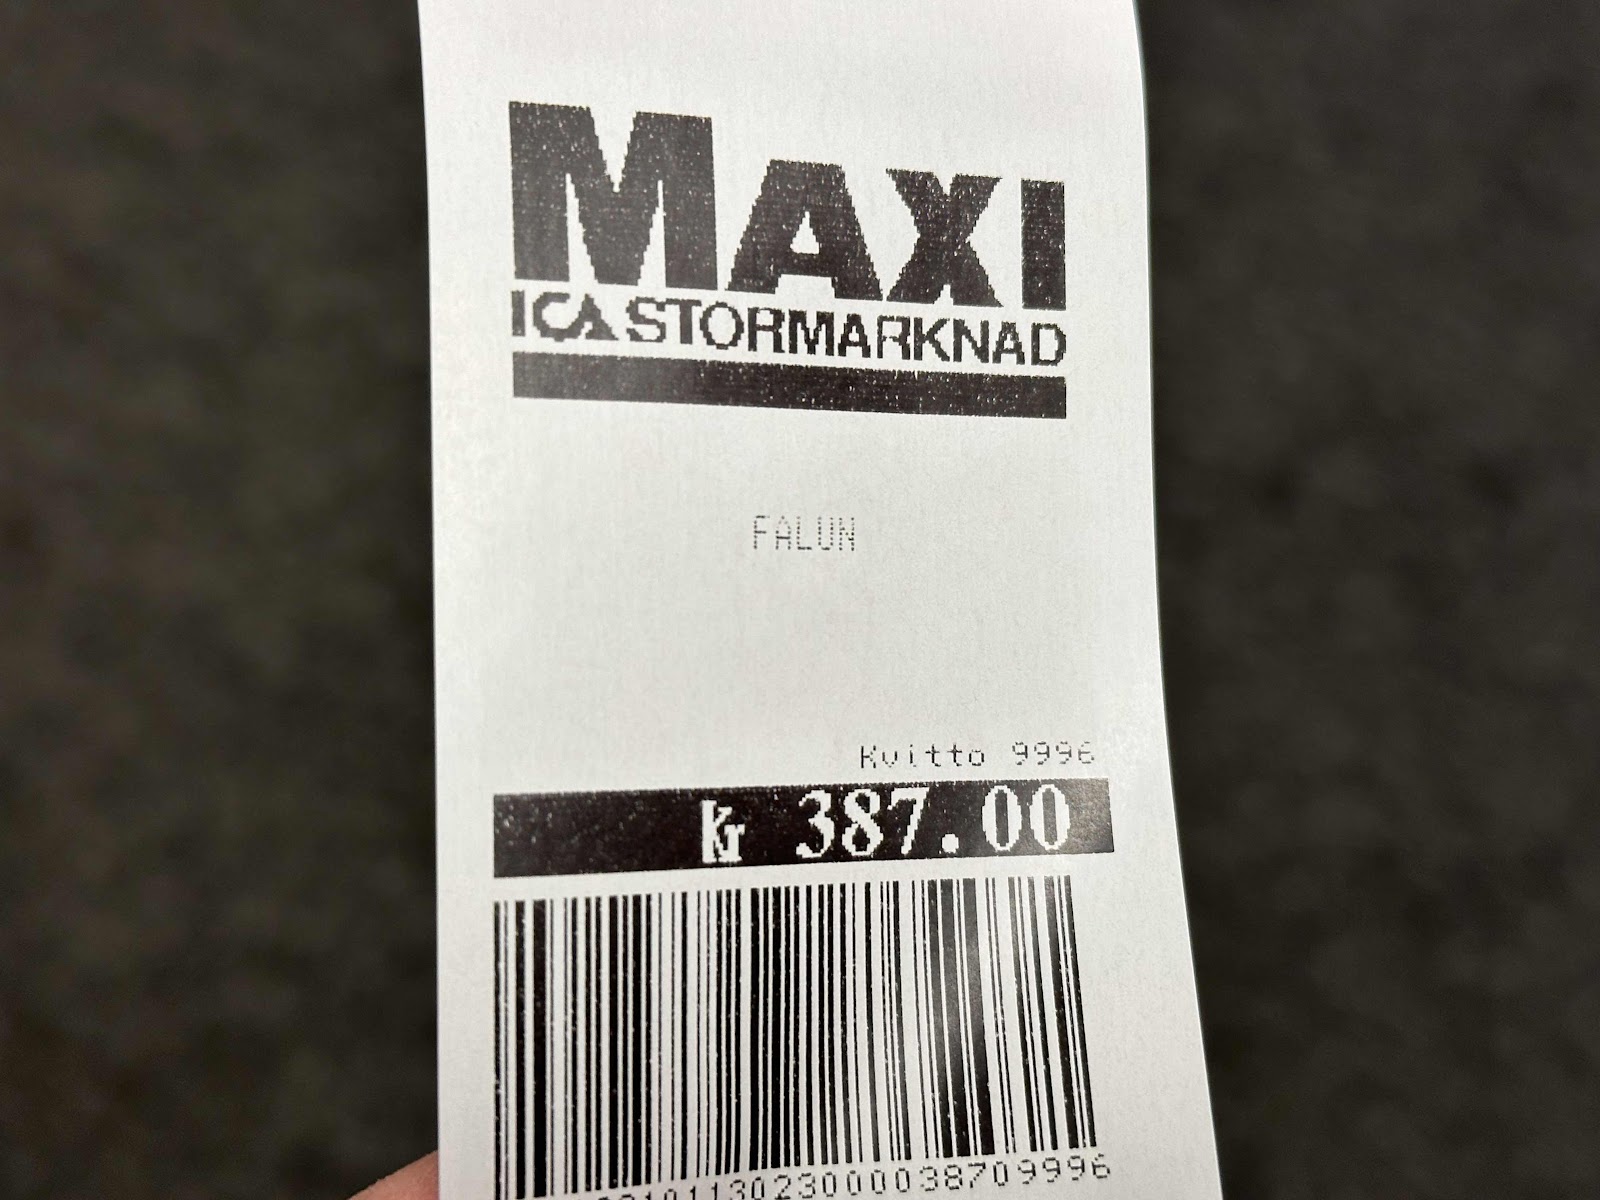 MAXI
ICA STORMARKNAD
FALUN
Kvitto 9996
kr 387.00